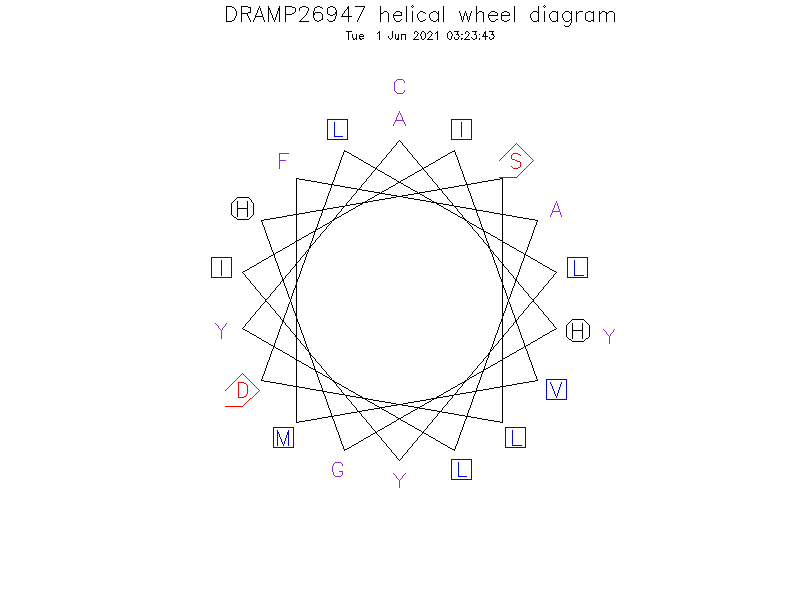 DRAMP26947 helical wheel diagram
Tue 1 Jun 2021 03:23:43
C
L A I
F S
H A
I L
Y H Y
D V
M L
G Y L